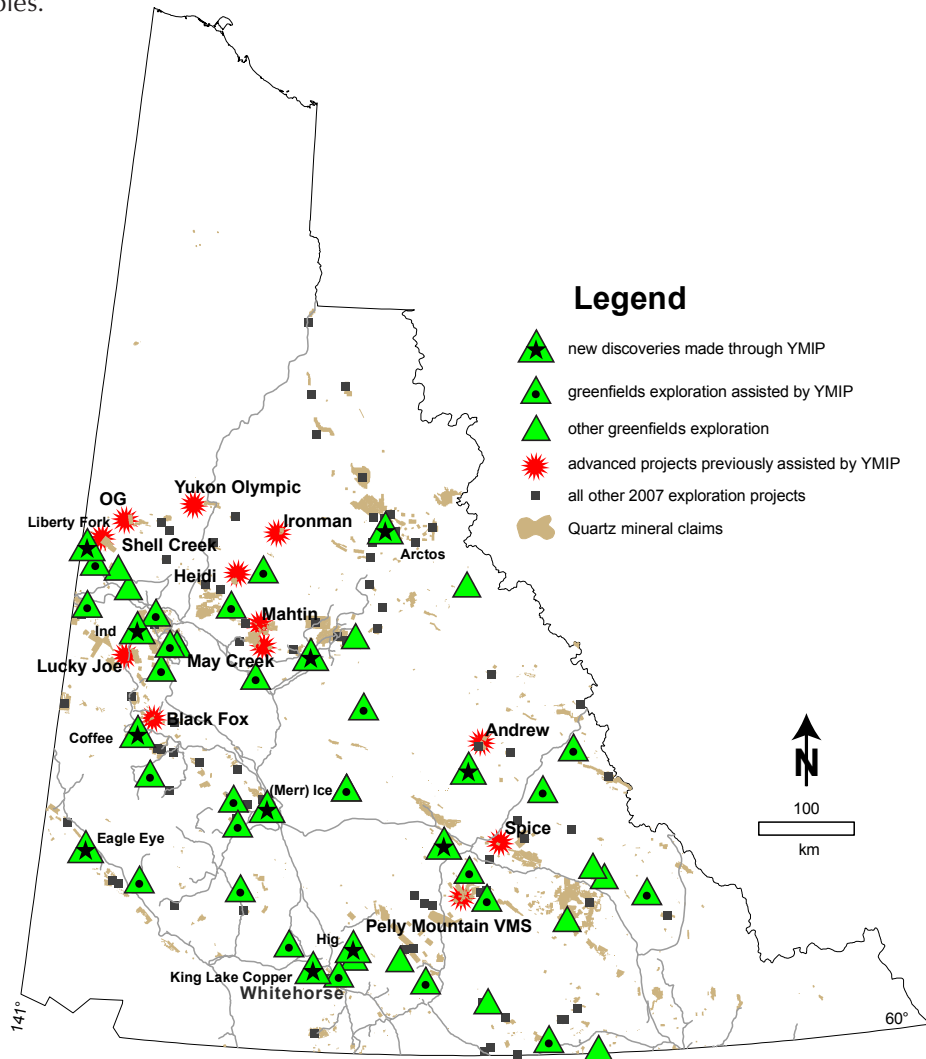 ples.
Legend
new discoveries made through YMIP
greenfields exploration assisted by YMIP
other greenfields exploration
advanced projects previously assisted by YMIP
all other 2007 exploration projects
Quartz mineral claims
Yukon Olympic
OG
Liberty Fork
Ironman
Shell Creek
Arctos
Heidi
Mahtin
Ind
Lucky Joe
May Creek
Black Fox
Coffee
Andrew
N
(Merr) Ice
100
km
Spice
Eagle Eye
Pelly Mountain VMS
Hig
King Lake Copper
Whitehorse
141°
60°